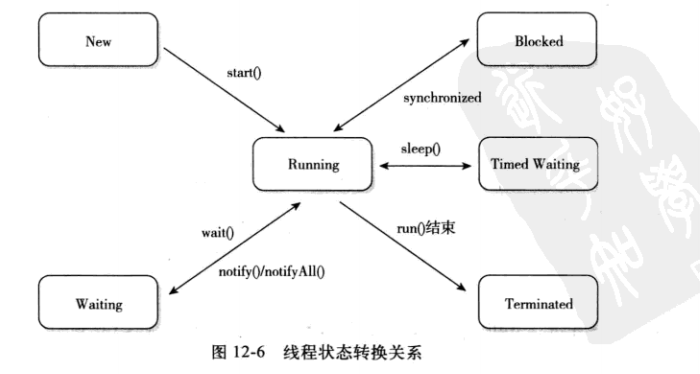 New
Blocked
start()
synchronized
Running
sleep()
Timed Waiting
wait()
run()结束
notify()/notifyAll()
Waiting
Terminated
图 12-6 线程状态转换关系